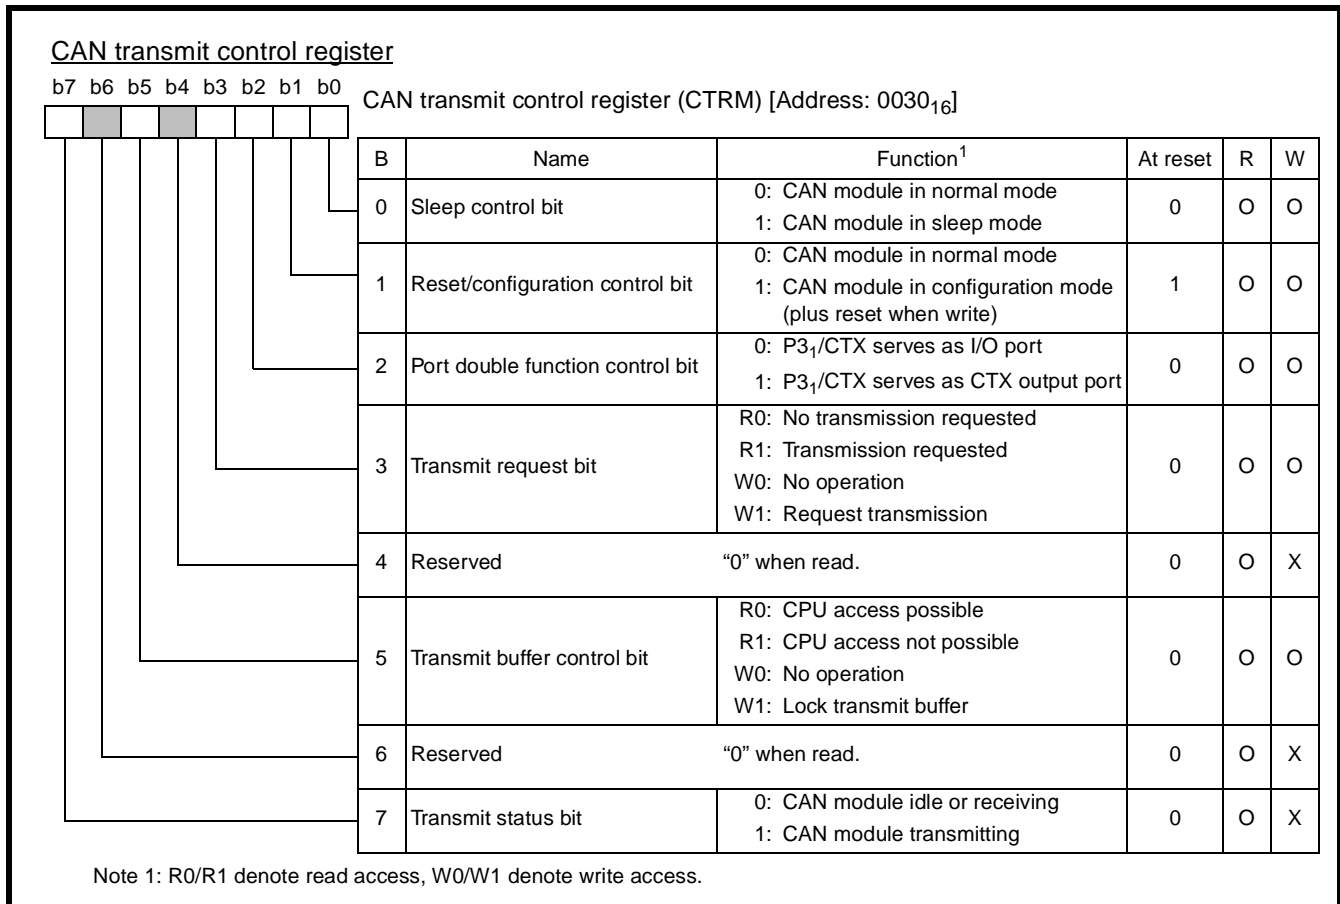 CAN transmit control register
b7 b6 b5 b4 b3 b2 b1 b0
CAN transmit control register (CTRM) [Address: 0030₁₆]
B Name Function¹ At reset R W
0 Sleep control bit 0: CAN module in normal mode
1: CAN module in sleep mode 0 O O
1 Reset/configuration control bit 0: CAN module in normal mode
1: CAN module in configuration mode
(plus reset when write) 1 O O
2 Port double function control bit 0: P3₁/CTX serves as I/O port
1: P3₁/CTX serves as CTX output port 0 O O
3 Transmit request bit R0: No transmission requested
R1: Transmission requested
W0: No operation
W1: Request transmission 0 O O
4 Reserved “0” when read. 0 O X
5 Transmit buffer control bit R0: CPU access possible
R1: CPU access not possible
W0: No operation
W1: Lock transmit buffer 0 O O
6 Reserved “0” when read. 0 O X
7 Transmit status bit 0: CAN module idle or receiving
1: CAN module transmitting 0 O X
Note 1: R0/R1 denote read access, W0/W1 denote write access.